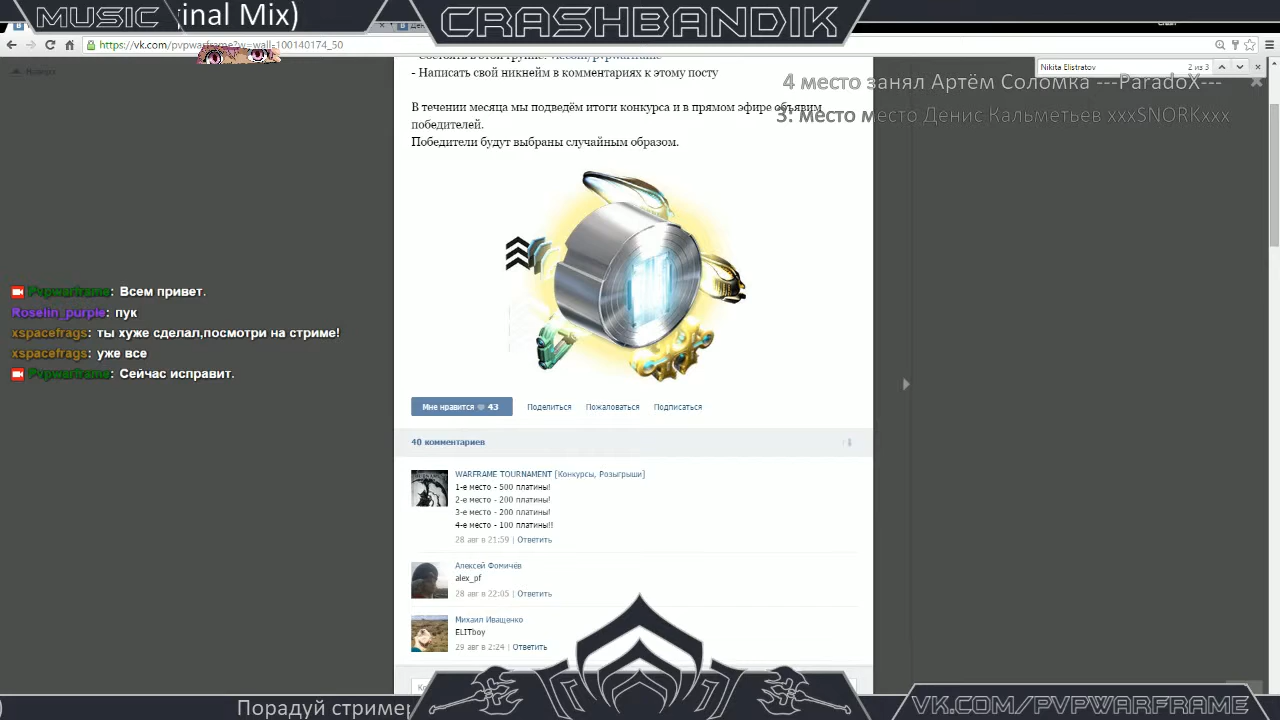 MUSIC
inal Mix)
CRASHBANDIK
https://vk.com/pvpwarframe?w=wall-100140174_50
Nikita Elistratov
2 из 3
Наверх
- Написать свой никнейм в комментариях к этому посту
4 место занял Артём Соломка ---ParadoX---
В течении месяца мы подведём итоги конкурса и в прямом эфире объявим
3: место место Денис Кальметьев xxxSNORKxxx
победителей.
Победители будут выбраны случайным образом.
Pvpwarframe: Всем привет.
Roselin_purple: пук
xspacefrags: ты хуже сделал,посмотри на стриме!
xspacefrags: уже все
Pvpwarframe: Сейчас исправит.
Мне нравится 43
Поделиться
Пожаловаться
Подписаться
40 комментариев
WARFRAME TOURNAMENT [Конкурсы, Розыгрыши]
1-е место - 500 платины!
2-е место - 200 платины!
3-е место - 200 платины!
4-е место - 100 платины!!
28 авг в 21:59 | Ответить
Алексей Фомичёв
alex_pf
28 авг в 22:05 | Ответить
Михаил Иващенко
ELITboy
29 авг в 2:24 | Ответить
)
Порадуй стример
VK.COM/PVPWARFRAME